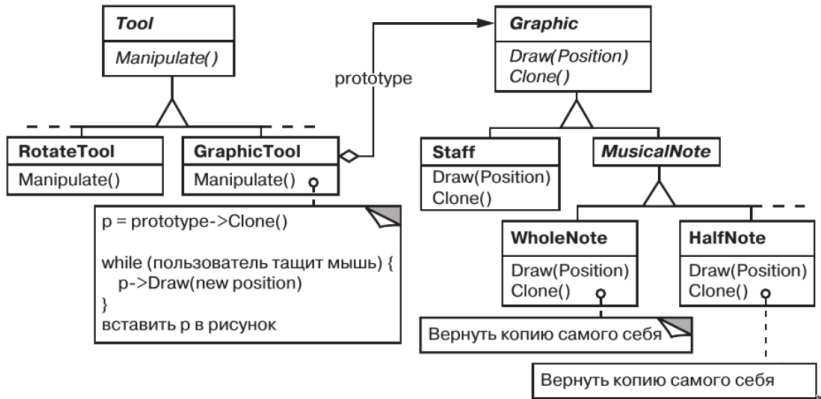 Tool
Manipulate()
Graphic
Draw(Position)
Clone()
prototype
RotateTool
Manipulate()
GraphicTool
Manipulate()
Staff
Draw(Position)
Clone()
MusicalNote
p = prototype->Clone()
while (пользователь тащит мышь) {
p->Draw(new position)
}
вставить p в рисунок
WholeNote
Draw(Position)
Clone()
HalfNote
Draw(Position)
Clone()
Вернуть копию самого себя
Вернуть копию самого себя